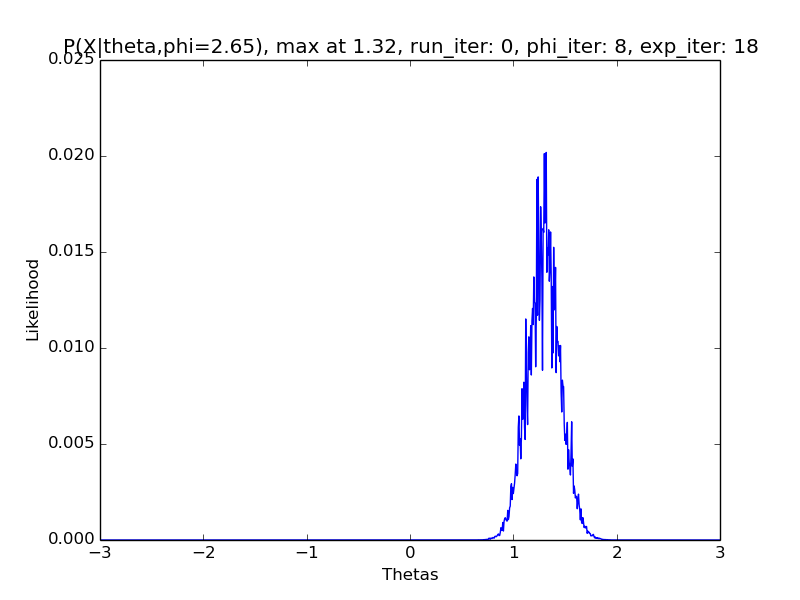 P(X|theta,phi=2.65), max at 1.32, run_iter: 0, phi_iter: 8, exp_iter: 18
0.025
0.020
0.015
0.010
0.005
0.000
Likelihood
−3 −2 −1 0 1 2 3
Thetas